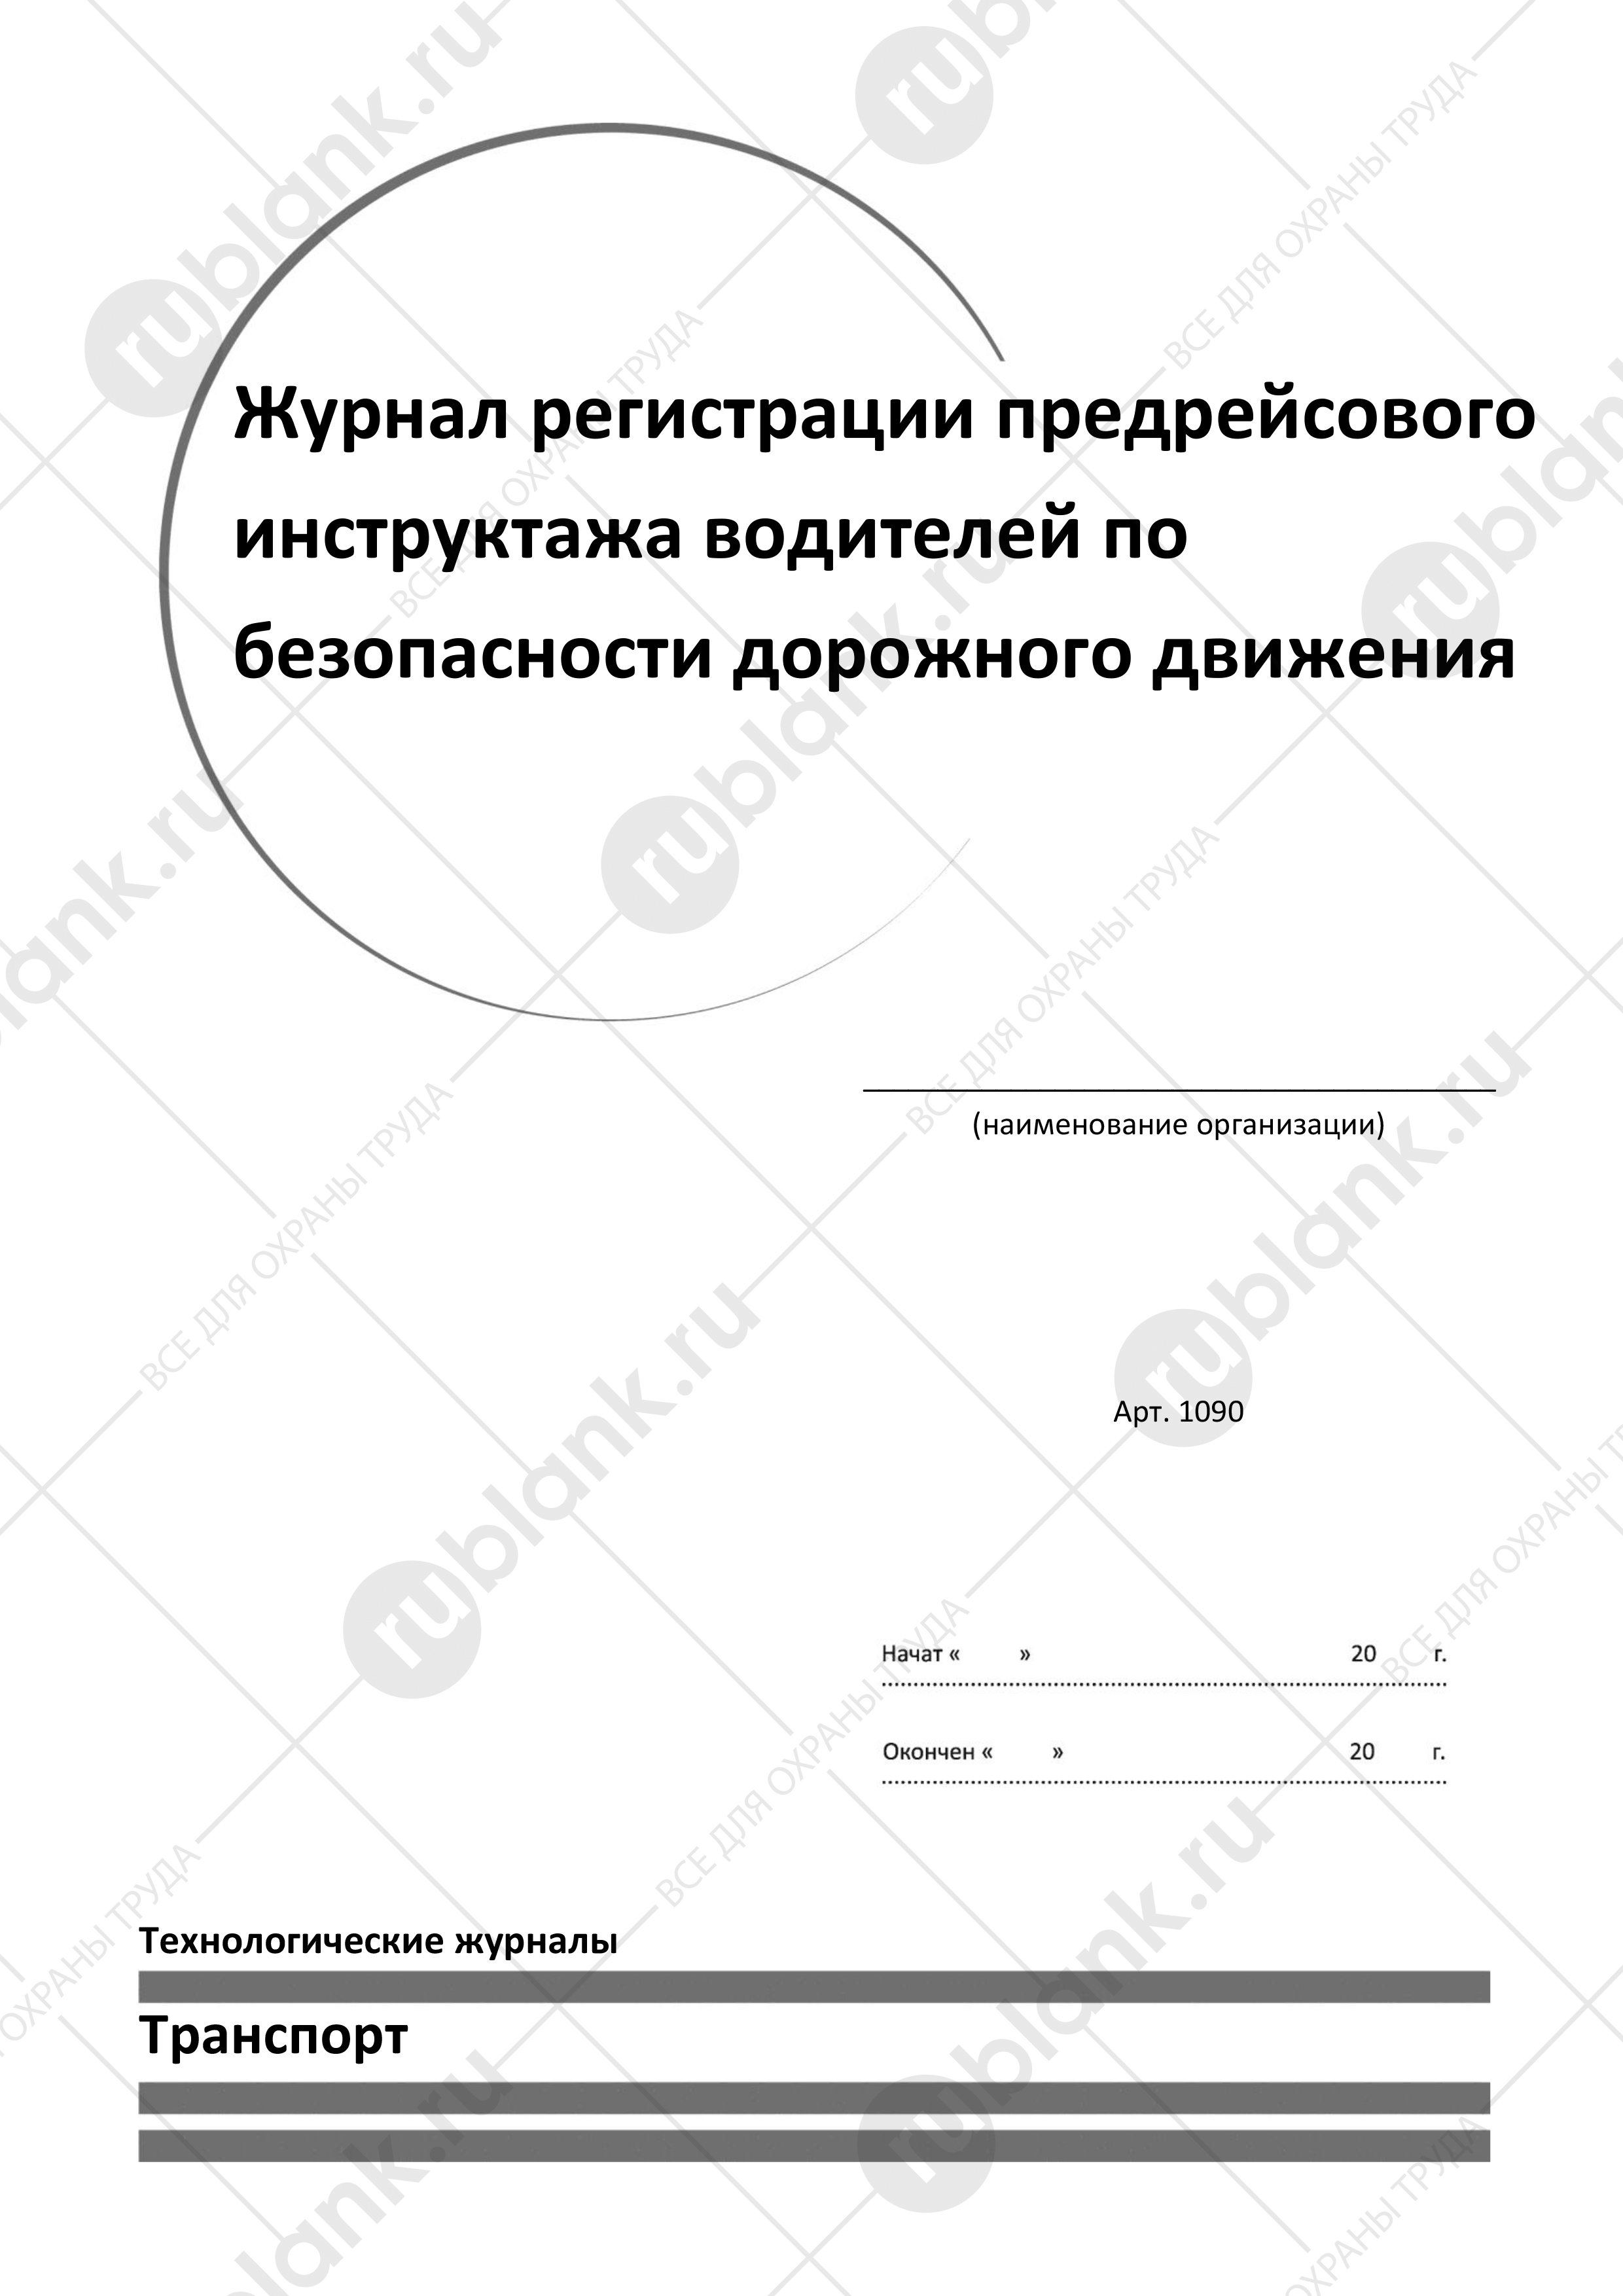 Журнал регистрации предрейсового
инструктажа водителей по
безопасности дорожного движения
(наименование организации)
Арт. 1090
Начат « » 20 г.
Окончен « » 20 г.
Технологические журналы
Транспорт
rublank.ru
ВСЕ ДЛЯ ОХРАНЫ ТРУДА